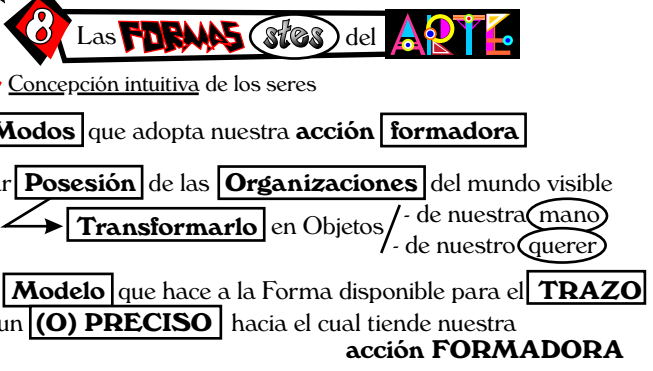 8 Las FORMAS (stes) del ARTE
Concepción intuitiva de los seres
Modos que adopta nuestra acción formadora
Posesión de las Organizaciones del mundo visible
Transformarlo en Objetos / - de nuestra mano
- de nuestro querer
Modelo que hace a la Forma disponible para el TRAZO
un (O) PRECISO hacia el cual tiende nuestra
acción FORMADORA